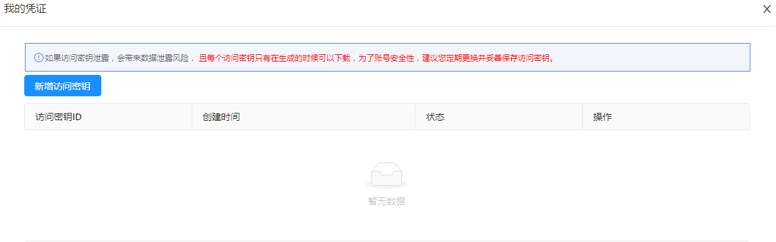 我的凭证 X
如果访问密钥泄露，会带来数据泄露风险， 且每个访问密钥只有在生成的时候可以下载，为了账号安全性，建议您定期更换并妥善保存访问密钥。
新增访问密钥
访问密钥ID 创建时间 状态 操作
暂无数据